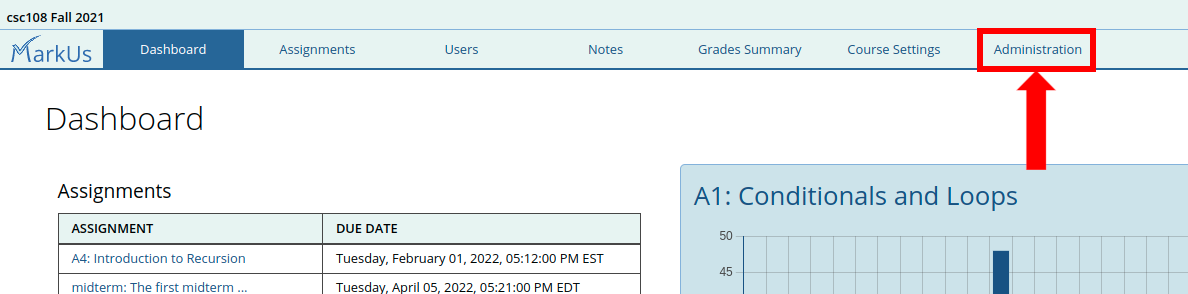 csc108 Fall 2021
MarkUs Dashboard Assignments Users Notes Grades Summary Course Settings Administration
Dashboard
Assignments
ASSIGNMENT DUE DATE
A4: Introduction to Recursion Tuesday, February 01, 2022, 05:12:00 PM EST
midterm: The first midterm ... Tuesday, April 05, 2022, 05:21:00 PM EDT
A1: Conditionals and Loops
50
45